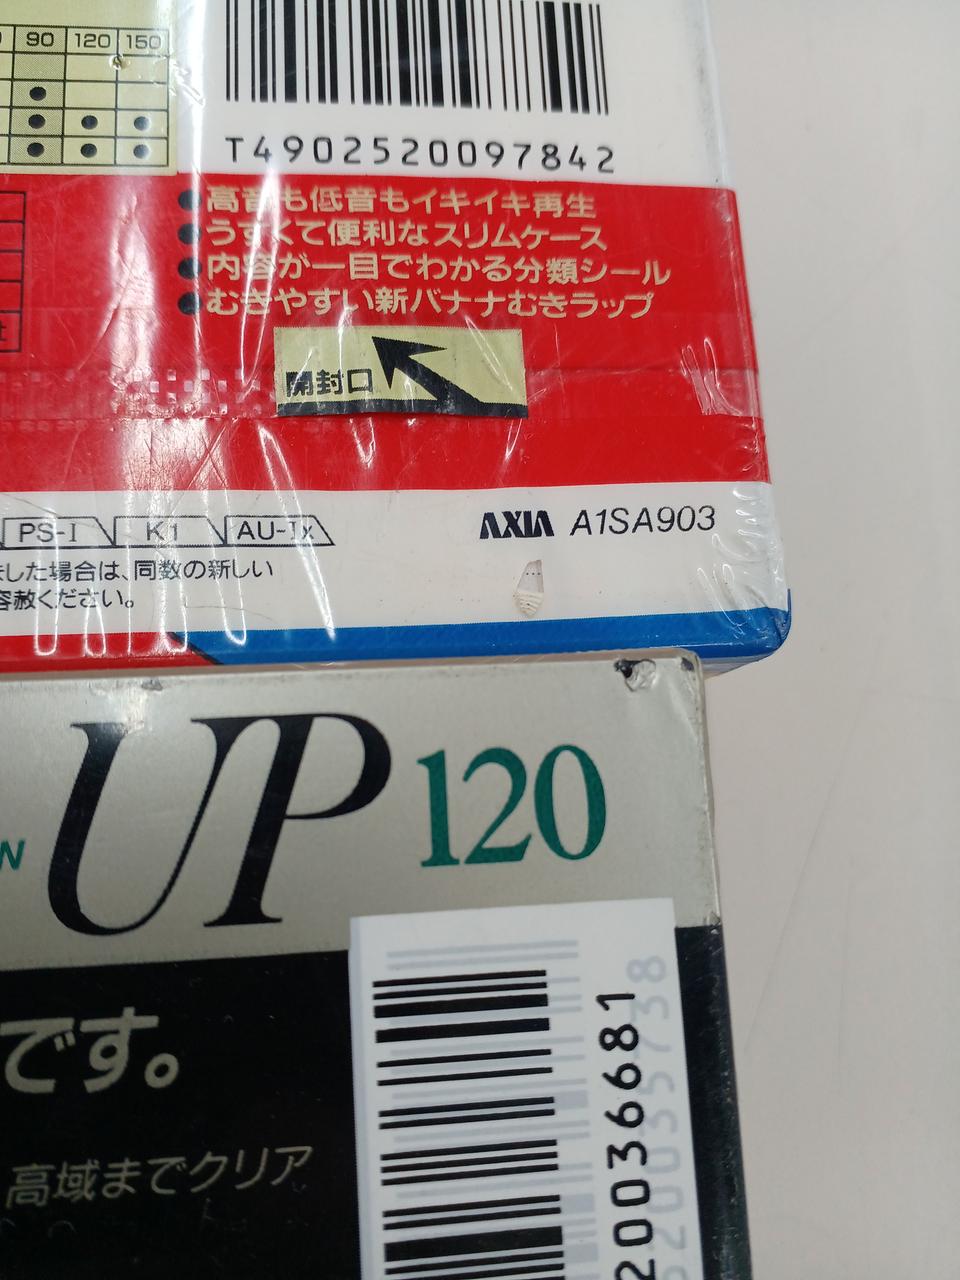 90 120 150
T4902520097842
●高音も低音もイキイキ再生
●うすくて便利なスリムケース
●内容が一目でわかる分類シール
●むきやすい新バナナむきラップ
開封口
PS-I K1 AU-Ix
AXIA A1SA903
した場合は、同数の新しい
容赦ください。
UP 120
です。
高域までクリア
20036681